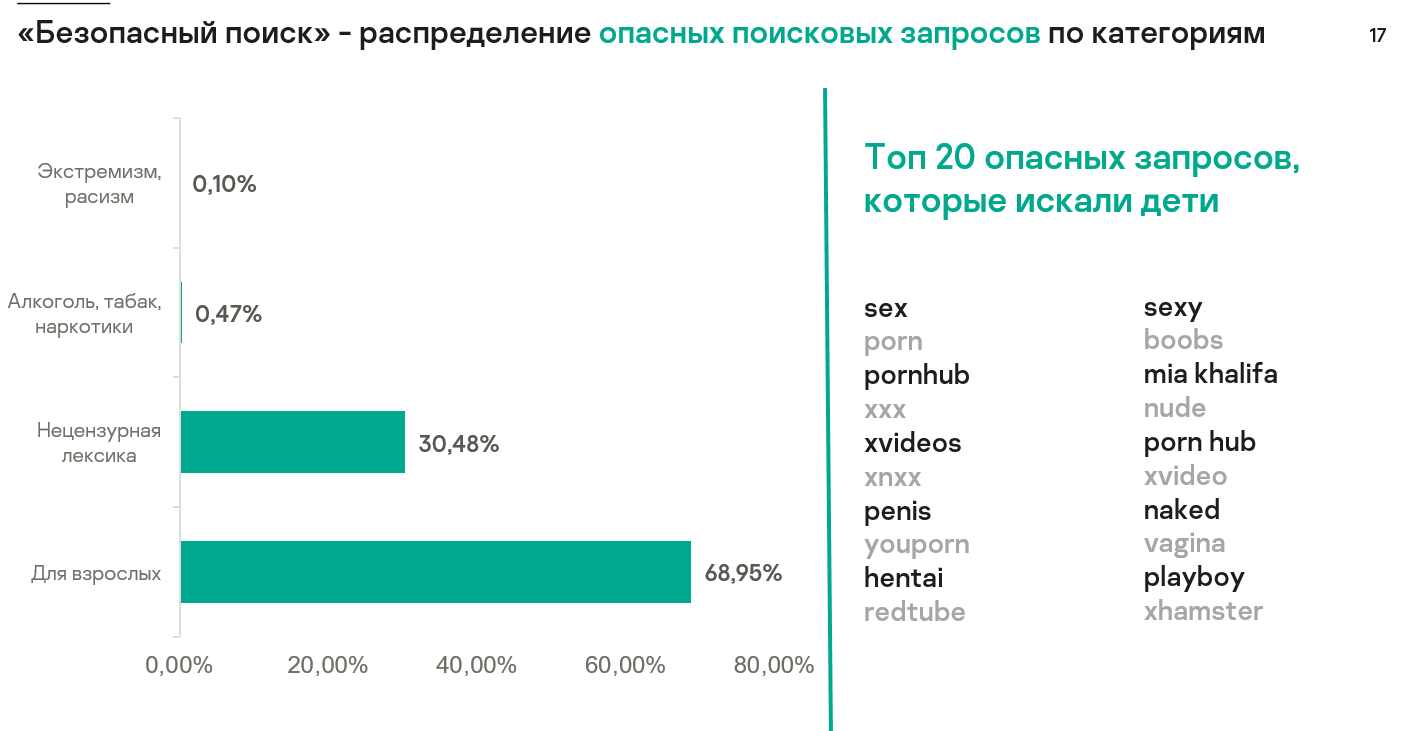 «Безопасный поиск» - распределение опасных поисковых запросов по категориям
17
Экстремизм,
расизм
0,10%
Алкоголь, табак,
наркотики
0,47%
Нецензурная
лексика
30,48%
Для взрослых
68,95%
0,00%
20,00%
40,00%
60,00%
80,00%
Топ 20 опасных запросов,
которые искали дети
sex
porn
pornhub
xxx
xvideos
xnxx
penis
youporn
hentai
redtube
sexy
boobs
mia khalifa
nude
porn hub
xvideo
naked
vagina
playboy
xhamster